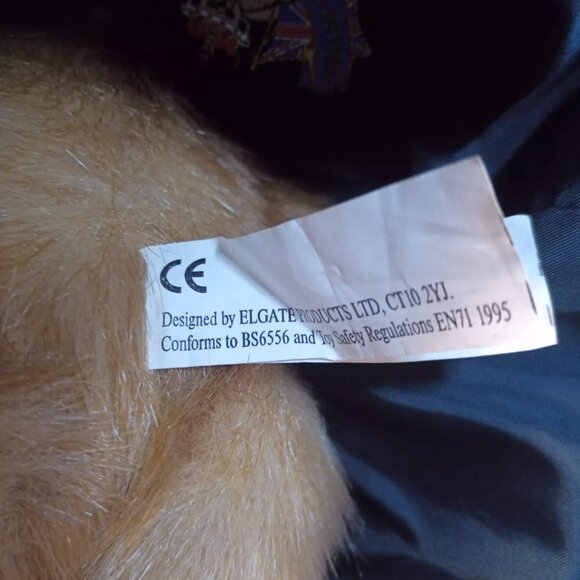 CE
Designed by ELGATE PRODUCTS LTD, CT10 2YJ.
Conforms to BS6556 and Toy Safety Regulations EN71 1995